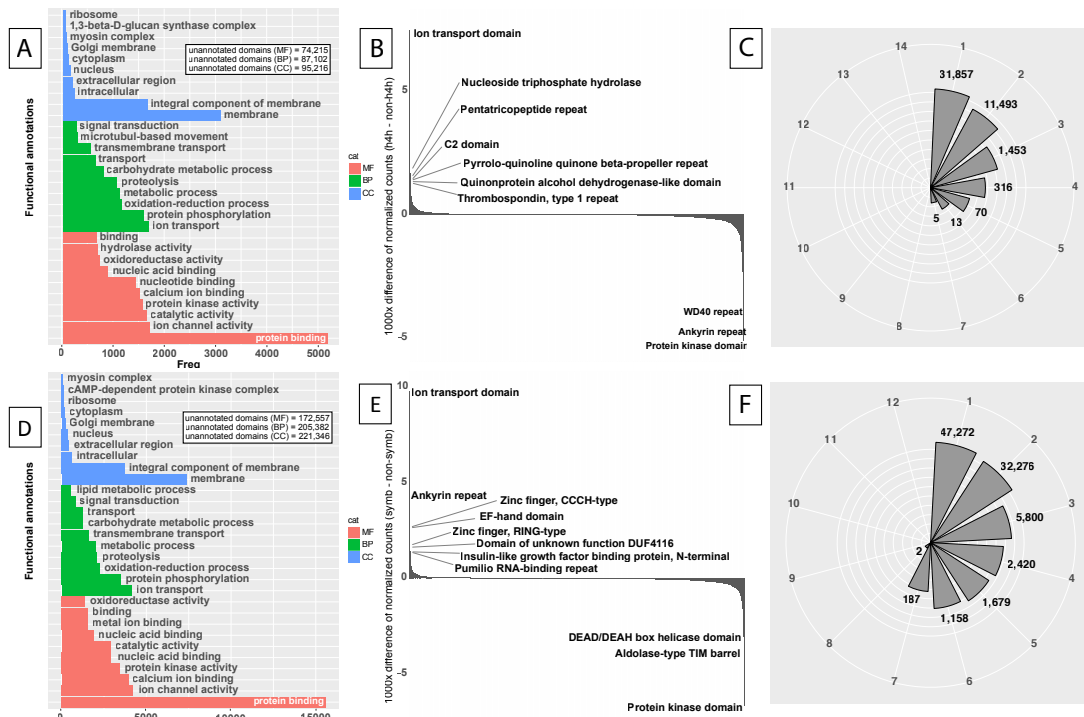 A
Functional annotations
ribosome
1,3-beta-D-glucan synthase complex
myosin complex
Golgi membrane
cytoplasm
nucleus
extracellular region
intracellular
integral component of membrane
membrane
signal transduction
microtubul-based movement
transmembrane transport
transport
carbohydrate metabolic process
proteolysis
metabolic process
oxidation-reduction process
protein phosphorylation
ion transport
binding
hydrolase activity
oxidoreductase activity
nucleic acid binding
nucleotide binding
calcium ion binding
protein kinase activity
catalytic activity
ion channel activity
protein binding
unannotated domains (MF) = 74,215
unannotated domains (BP) = 87,102
unannotated domains (CC) = 95,216
cat
MF
BP
CC
0 1000 2000 3000 4000 5000
Freq
B
1000x difference of normalized counts (h4h - non-h4h)
5
0
-5
Ion transport domain
Nucleoside triphosphate hydrolase
Pentatricopeptide repeat
C2 domain
Pyrrolo-quinoline quinone beta-propeller repeat
Quinonprotein alcohol dehydrogenase-like domain
Thrombospondin, type 1 repeat
WD40 repeat
Ankyrin repeat
Protein kinase domain
C
1
2
3
4
5
6
7
8
9
10
11
12
13
14
31,857
11,493
1,453
316
70
13
5
D
Functional annotations
myosin complex
cAMP-dependent protein kinase complex
ribosome
cytoplasm
Golgi membrane
nucleus
extracellular region
intracellular
integral component of membrane
membrane
lipid metabolic process
signal transduction
transport
carbohydrate metabolic process
transmembrane transport
metabolic process
proteolysis
oxidation-reduction process
protein phosphorylation
ion transport
oxidoreductase activity
binding
metal ion binding
nucleic acid binding
catalytic activity
nucleic acid binding
protein kinase activity
calcium ion binding
ion channel activity
protein binding
unannotated domains (MF) = 172,557
unannotated domains (BP) = 205,382
unannotated domains (CC) = 221,346
cat
MF
BP
CC
0 5000 10000 15000
E
1000x difference of normalized counts (symb - non-symb)
10
5
0
-5
Ion transport domain
Ankyrin repeat
Zinc finger, CCCH-type
EF-hand domain
Zinc finger, RING-type
Domain of unknown function DUF4116
Insulin-like growth factor binding protein, N-terminal
Pumilio RNA-binding repeat
DEAD/DEAH box helicase domain
Aldolase-type TIM barrel
Protein kinase domain
F
1
2
3
4
5
6
7
8
9
10
11
12
47,272
32,276
5,800
2,420
1,679
1,158
187
2